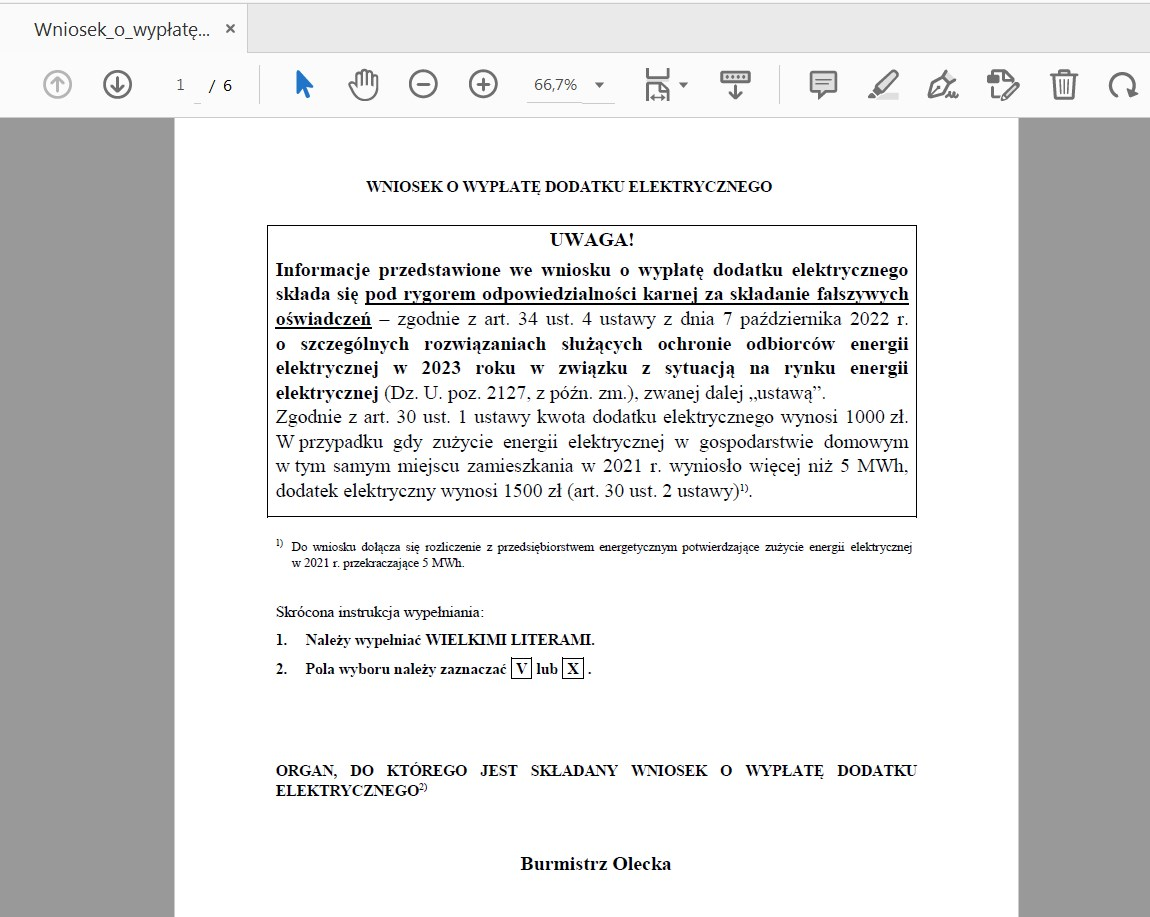 Wniosek_o_wypłatę... ×
1 / 6 66,7%
WNIOSEK O WYPŁATĘ DODATKU ELEKTRYCZNEGO
UWAGA!
Informacje przedstawione we wniosku o wypłatę dodatku elektrycznego
składa się pod rygorem odpowiedzialności karnej za składanie fałszywych
oświadczeń – zgodnie z art. 34 ust. 4 ustawy z dnia 7 października 2022 r.
o szczególnych rozwiązaniach służących ochronie odbiorców energii
elektrycznej w 2023 roku w związku z sytuacją na rynku energii
elektrycznej (Dz. U. poz. 2127, z późn. zm.), zwanej dalej „ustawą”.
Zgodnie z art. 30 ust. 1 ustawy kwota dodatku elektrycznego wynosi 1000 zł.
W przypadku gdy zużycie energii elektrycznej w gospodarstwie domowym
w tym samym miejscu zamieszkania w 2021 r. wyniosło więcej niż 5 MWh,
dodatek elektryczny wynosi 1500 zł (art. 30 ust. 2 ustawy)1).
1) Do wniosku dołącza się rozliczenie z przedsiębiorstwem energetycznym potwierdzające zużycie energii elektrycznej
w 2021 r. przekraczające 5 MWh.
Skrócona instrukcja wypełniania:
1. Należy wypełniać WIELKIMI LITERAMI.
2. Pola wyboru należy zaznaczać V lub X .
ORGAN, DO KTÓREGO JEST SKŁADANY WNIOSEK O WYPŁATĘ DODATKU
ELEKTRYCZNEGO2)
Burmistrz Olecka